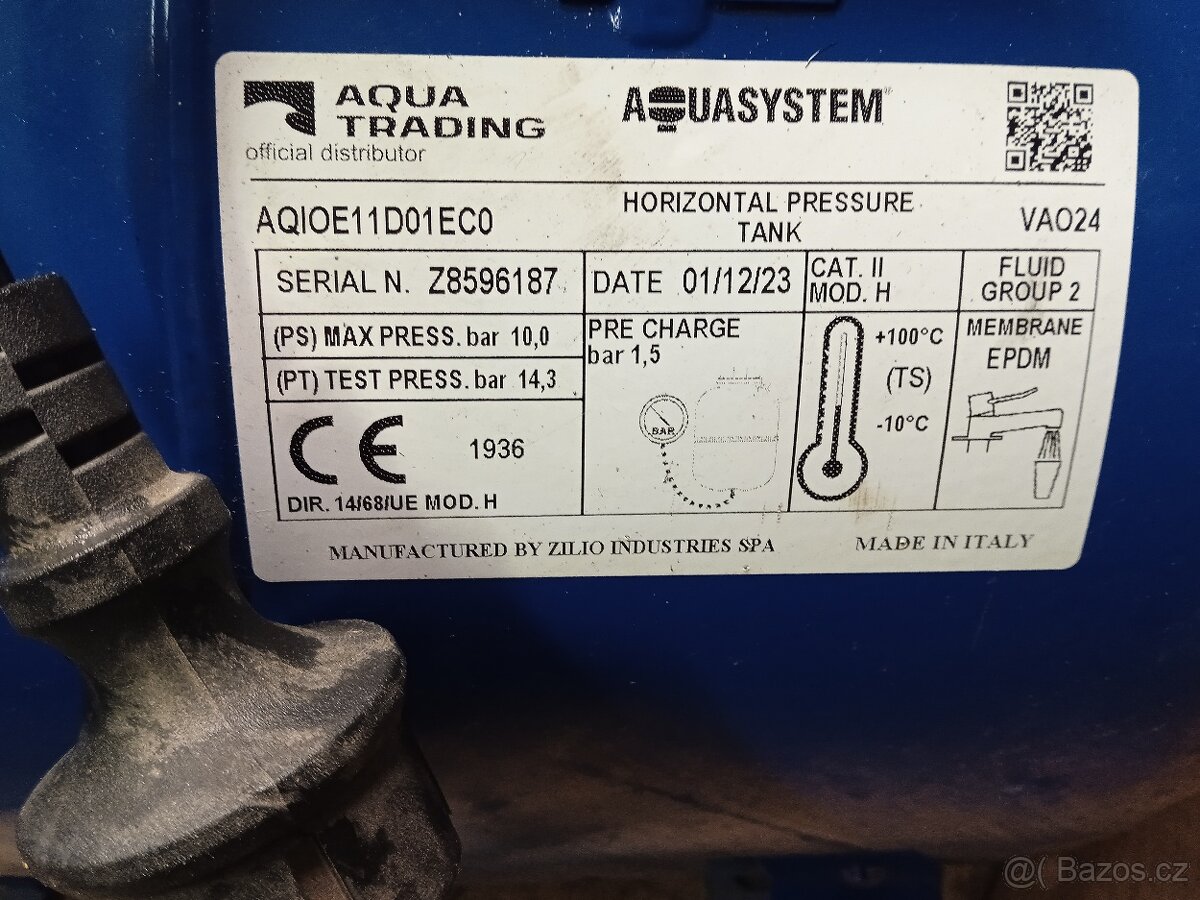 AQUA
TRADING
official distributor
AQUASYSTEM
AQIOE11D01EC0
HORIZONTAL PRESSURE
TANK
VAO24
SERIAL N. Z8596187
DATE 01/12/23
CAT. II
MOD. H
FLUID
GROUP 2
(PS) MAX PRESS. bar 10,0
(PT) TEST PRESS. bar 14,3
PRE CHARGE
bar 1,5
BAR
+100°C
(TS)
-10°C
MEMBRANE
EPDM
CE 1936
DIR. 14/68/UE MOD. H
MANUFACTURED BY ZILIO INDUSTRIES SPA
MADE IN ITALY
@( Bazos.cz